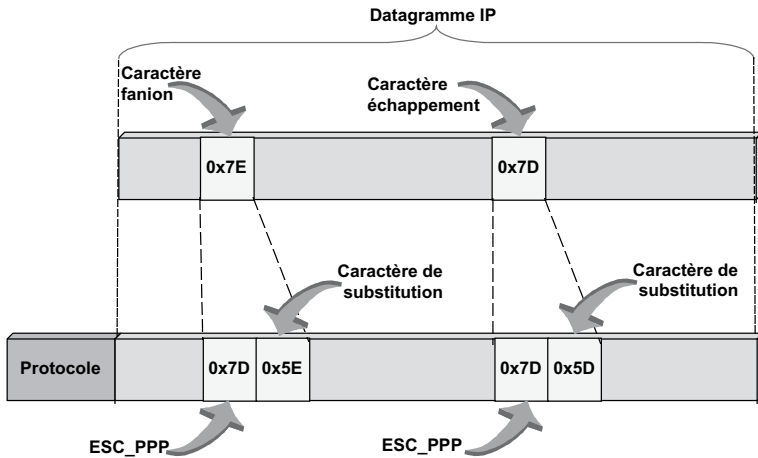 Datagramme IP
Caractère
fanion
Caractère
échappement
0x7E
0x7D
Caractère de
substitution
Caractère de
substitution
Protocole
0x7D
0x5E
0x7D
0x5D
ESC_PPP
ESC_PPP